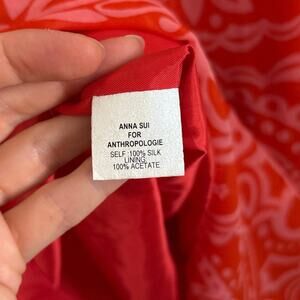 ANNA SUI
FOR
ANTHROPOLOGIE
SELF :100% SILK
LINING:
100% ACETATE